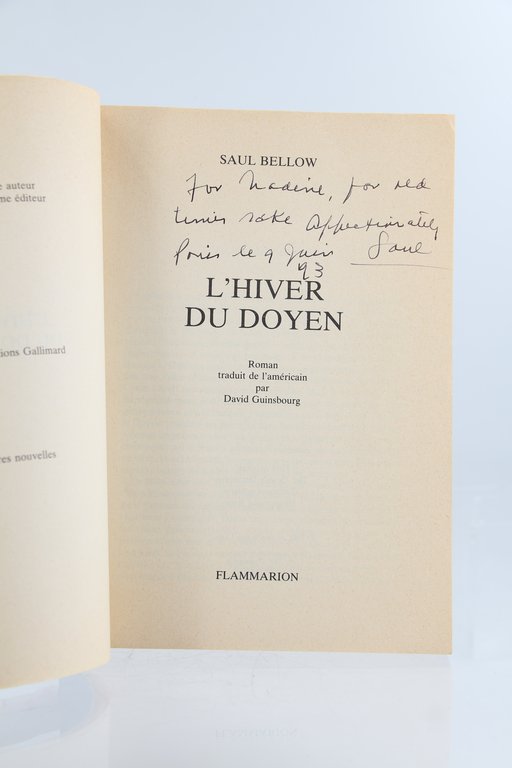 e auteur
me éditeur
ions Gallimard
res nouvelles
SAUL BELLOW
For Nadine, for old
times sake Affectionately
Paris le 9 Juin Saul
93
L'HIVER
DU DOYEN
Roman
traduit de l'américain
par
David Guinsbourg
FLAMMARION